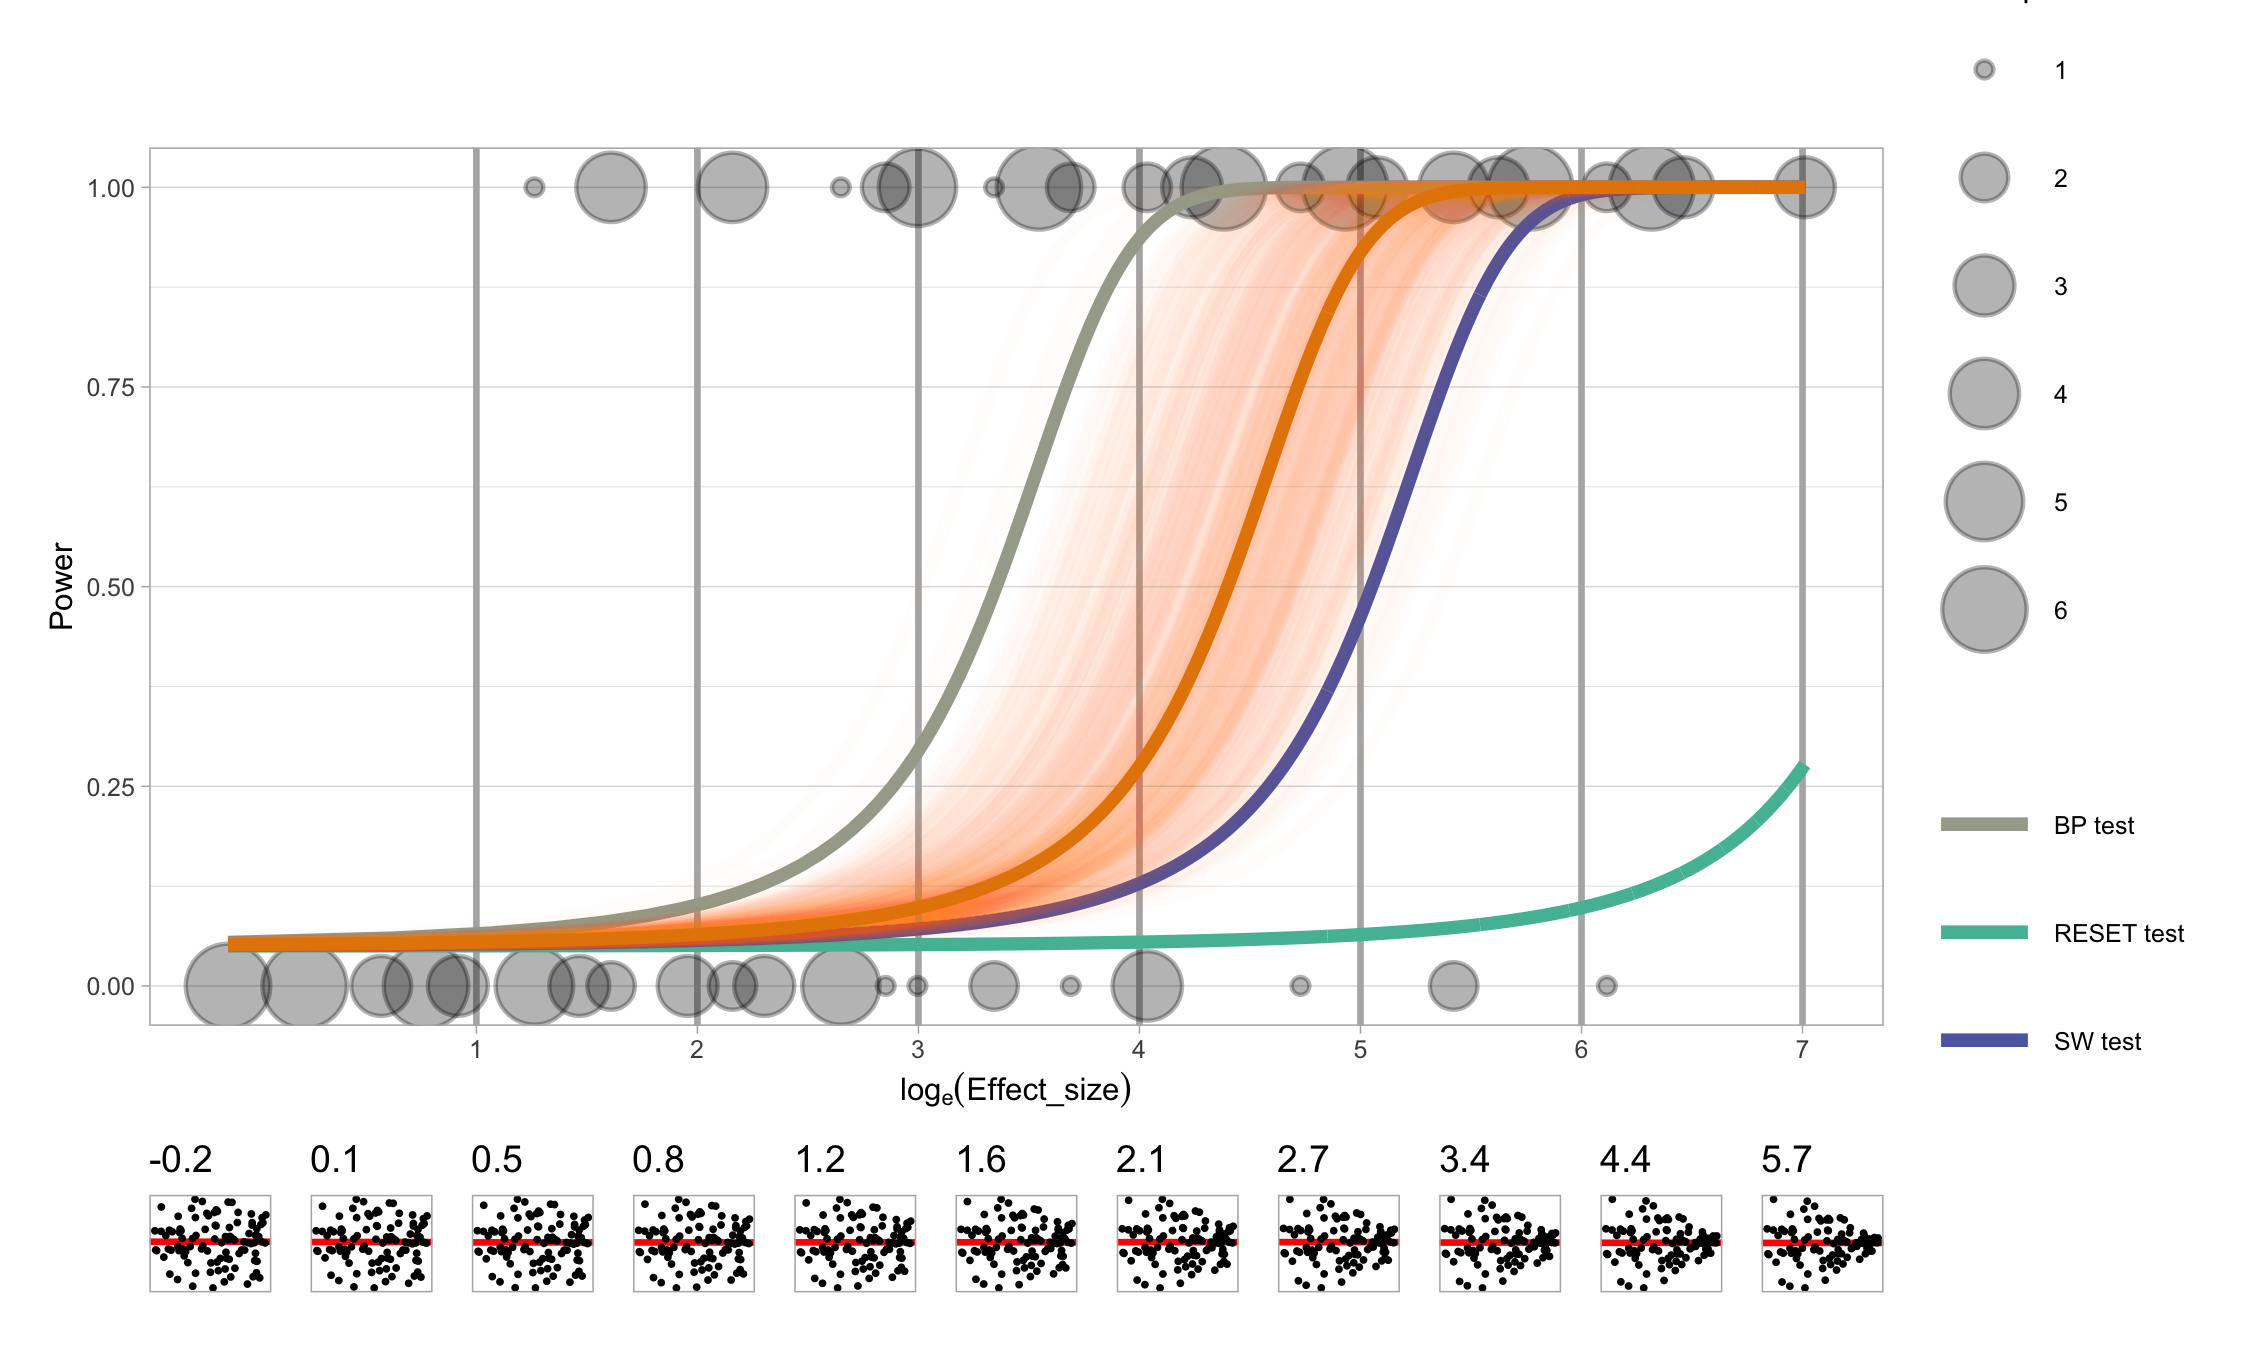 1
2
3
4
5
6
1.00
0.75
0.50
0.25
0.00
Power
1 2 3 4 5 6 7
logₑ(Effect_size)
BP test
RESET test
SW test
-0.2 0.1 0.5 0.8 1.2 1.6 2.1 2.7 3.4 4.4 5.7